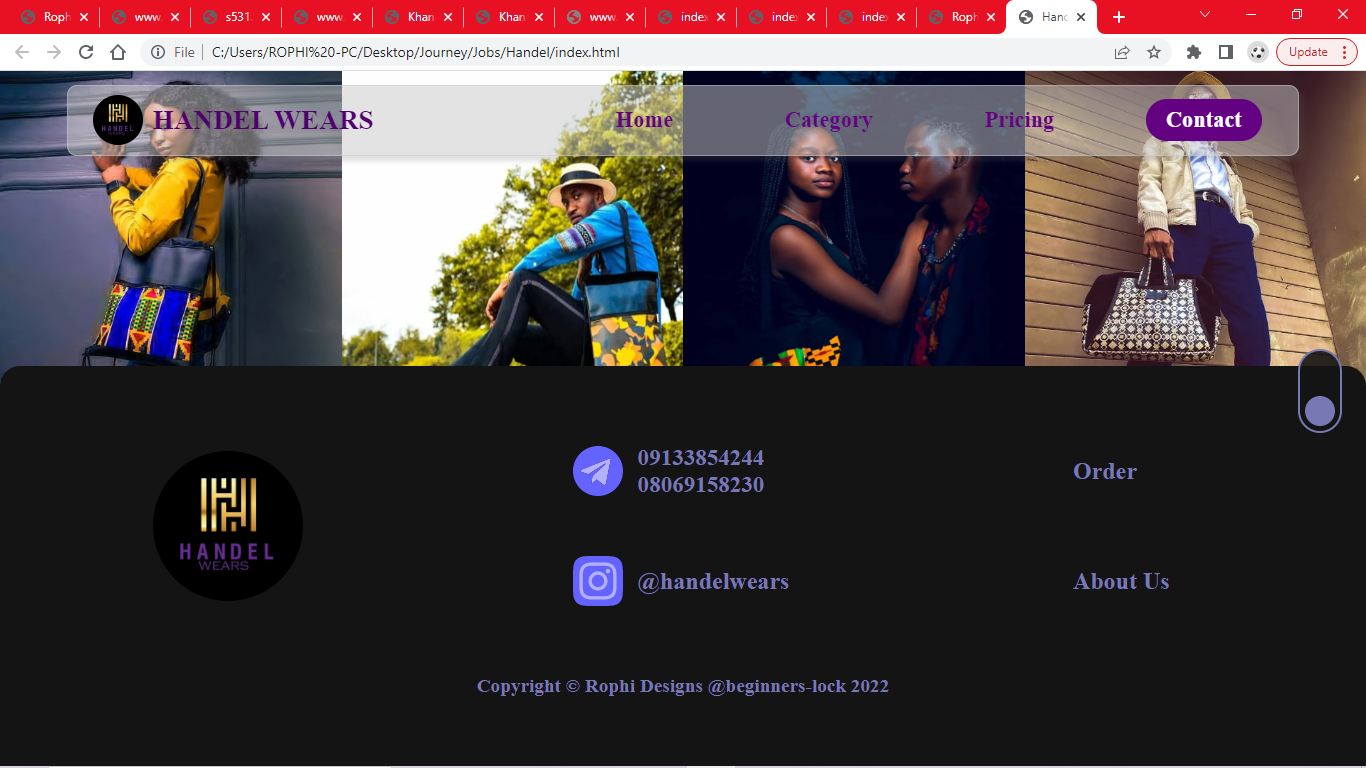 Roph
www.
s531.
www.
Khan
Khan
www.
index
index
index
Roph
Hand
File
C:/Users/ROPHI%20-PC/Desktop/Journey/Jobs/Handel/index.html
Update
HANDEL WEARS
HANDEL WEARS
Home
Category
Pricing
Contact
HANDEL
WEARS
09133854244
08069158230
@handelwears
Order
About Us
Copyright © Rophi Designs @beginners-lock 2022